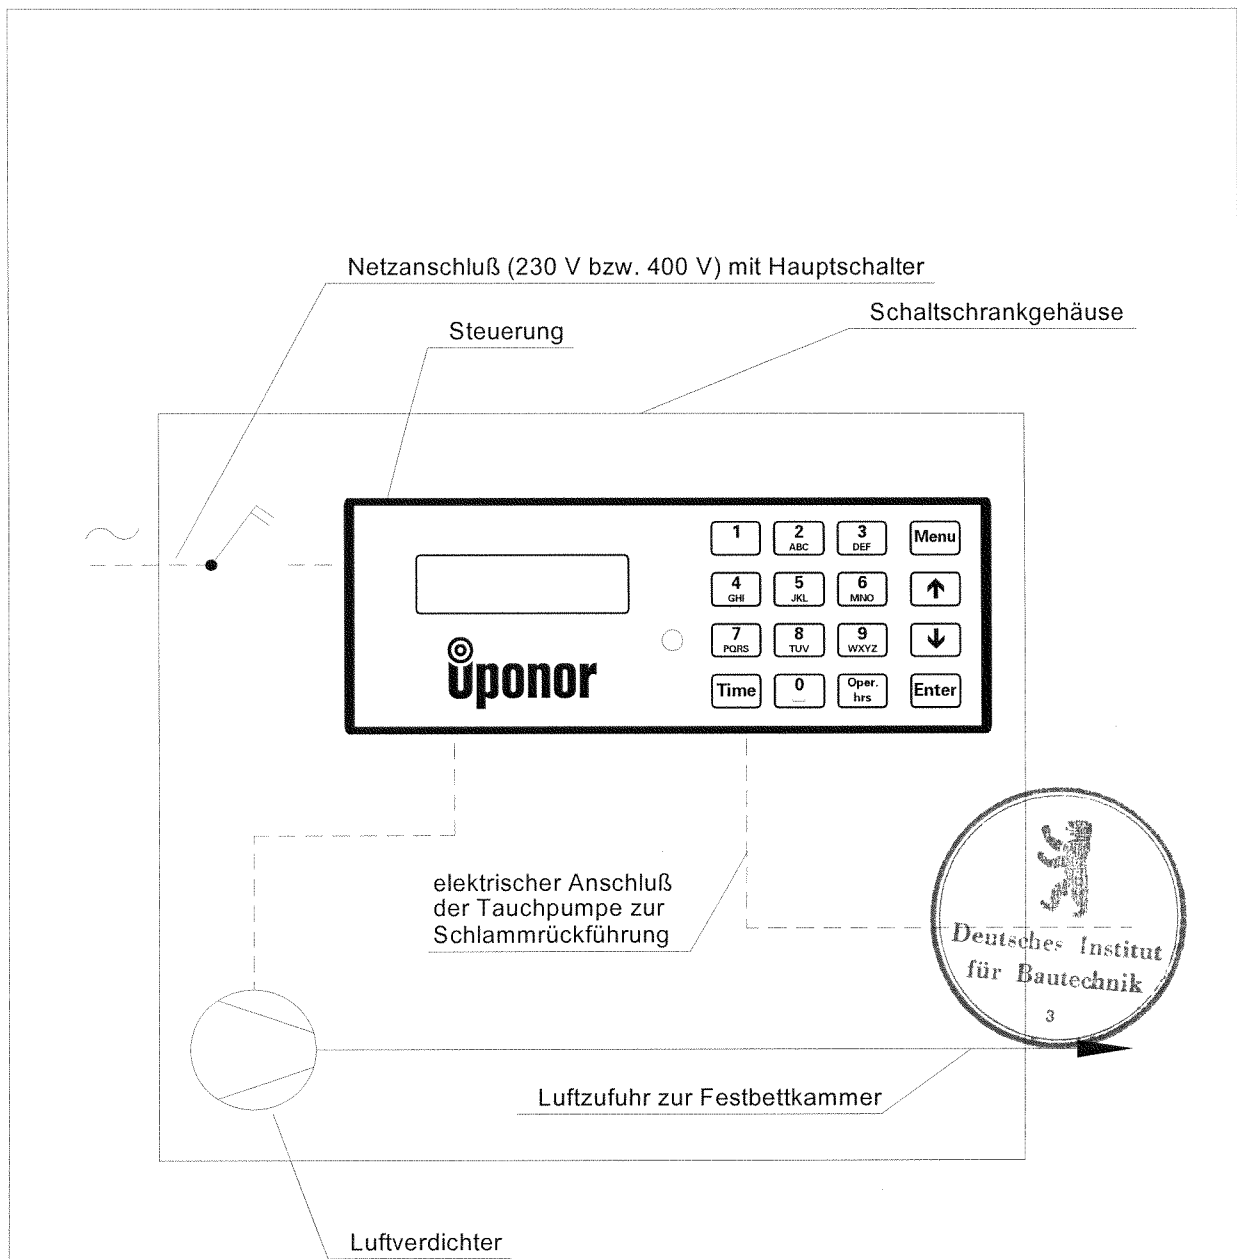 Netzanschluß (230 V bzw. 400 V) mit Hauptschalter
Schaltschrankgehäuse
Steuerung
1
2
ABC
3
DEF
Menu
4
GHI
5
JKL
6
MNO
↑
7
PQRS
8
TUV
9
WXYZ
↓
Time
0
Oper.
hrs
Enter
uponor
elektrischer Anschluß
der Tauchpumpe zur
Schlammrückführung
Deutsches Institut
für Bautechnik
3
Luftzufuhr zur Festbettkammer
Luftverdichter